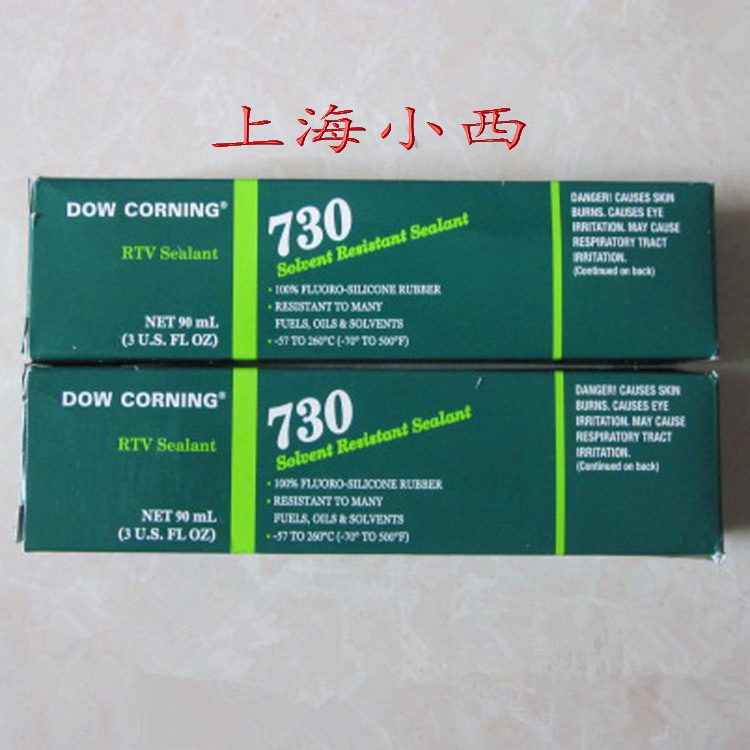 上海小西
DOW CORNING®
RTV Sealant
NET 90 mL
(3 U.S. FL OZ)
730
Solvent Resistant Sealant
• 100% FLUORO-SILICONE RUBBER
• RESISTANT TO MANY
FUELS, OILS & SOLVENTS
• -57 TO 260°C (-70° TO 500°F)
DANGER! CAUSES SKIN
BURNS. CAUSES EYE
IRRITATION. MAY CAUSE
RESPIRATORY TRACT
IRRITATION.
(Continued on back)
DOW CORNING®
RTV Sealant
NET 90 mL
(3 U.S. FL OZ)
730
Solvent Resistant Sealant
• 100% FLUORO-SILICONE RUBBER
• RESISTANT TO MANY
FUELS, OILS & SOLVENTS
• -57 TO 260°C (-70° TO 500°F)
DANGER! CAUSES SKIN
BURNS. CAUSES EYE
IRRITATION. MAY CAUSE
RESPIRATORY TRACT
IRRITATION.
(Continued on back)